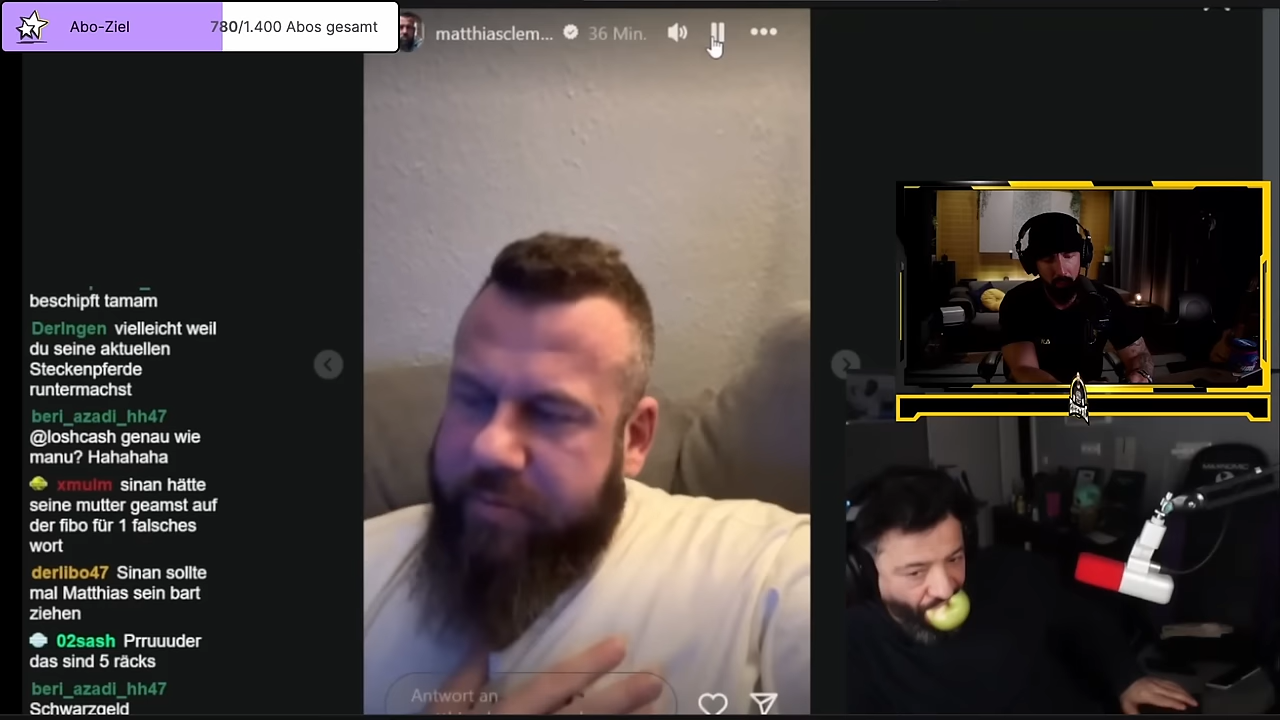 Abo-Ziel
780/1.400 Abos gesamt
matthiasclem... 36 Min.
beschipft tamam
DerIngen vielleicht weil
du seine aktuellen
Steckenpferde
runtermachst
beri_azadi_hh47
@loshcash genau wie
manu? Hahahaha
xmulm sinan hätte
seine mutter geamst auf
der fibo für 1 falsches
wort
derlibo47 Sinan sollte
mal Matthias sein bart
ziehen
02sash Prruuuder
das sind 5 räcks
beri_azadi_hh47
Schwarzgeld
Antwort an